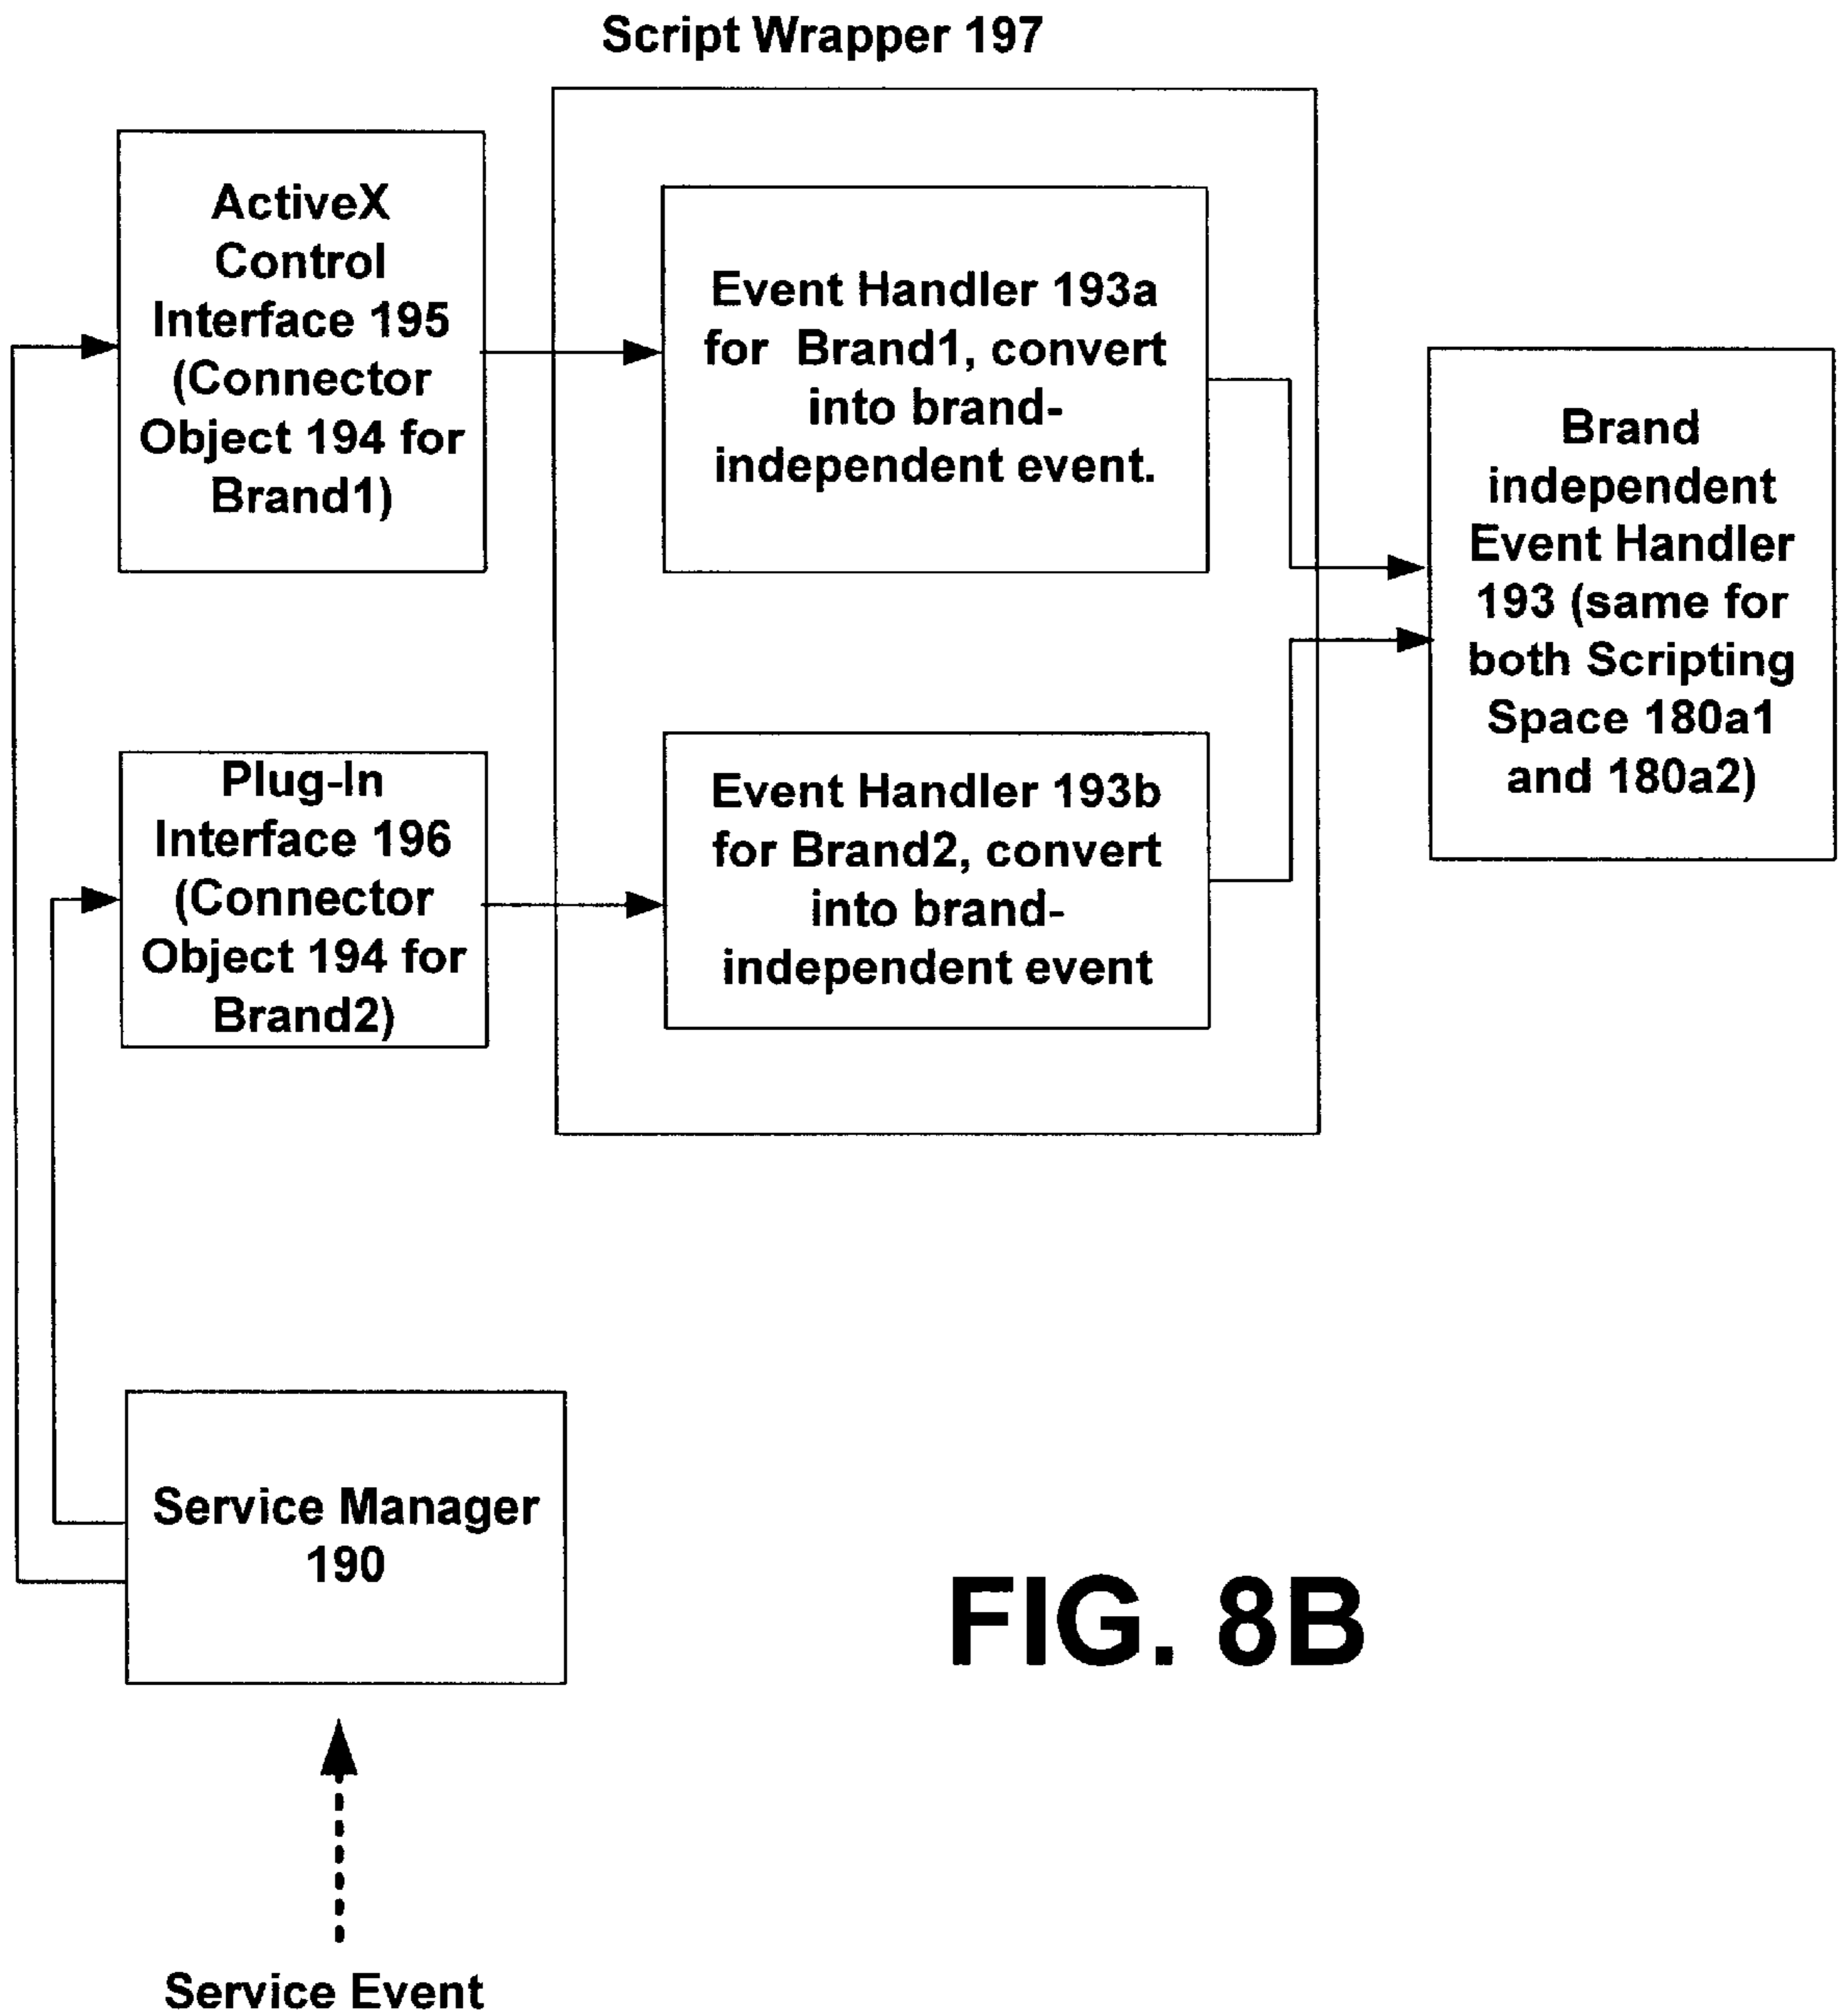 Script Wrapper 197
ActiveX
Control
Interface 195
(Connector
Object 194 for
Brand1)
Event Handler 193a
for Brand1, convert
into brand-
independent event.
Brand
independent
Event Handler
193 (same for
both Scripting
Space 180a1
and 180a2)
Plug-In
Interface 196
(Connector
Object 194 for
Brand2)
Event Handler 193b
for Brand2, convert
into brand-
independent event
Service Manager
190
FIG. 8B
Service Event